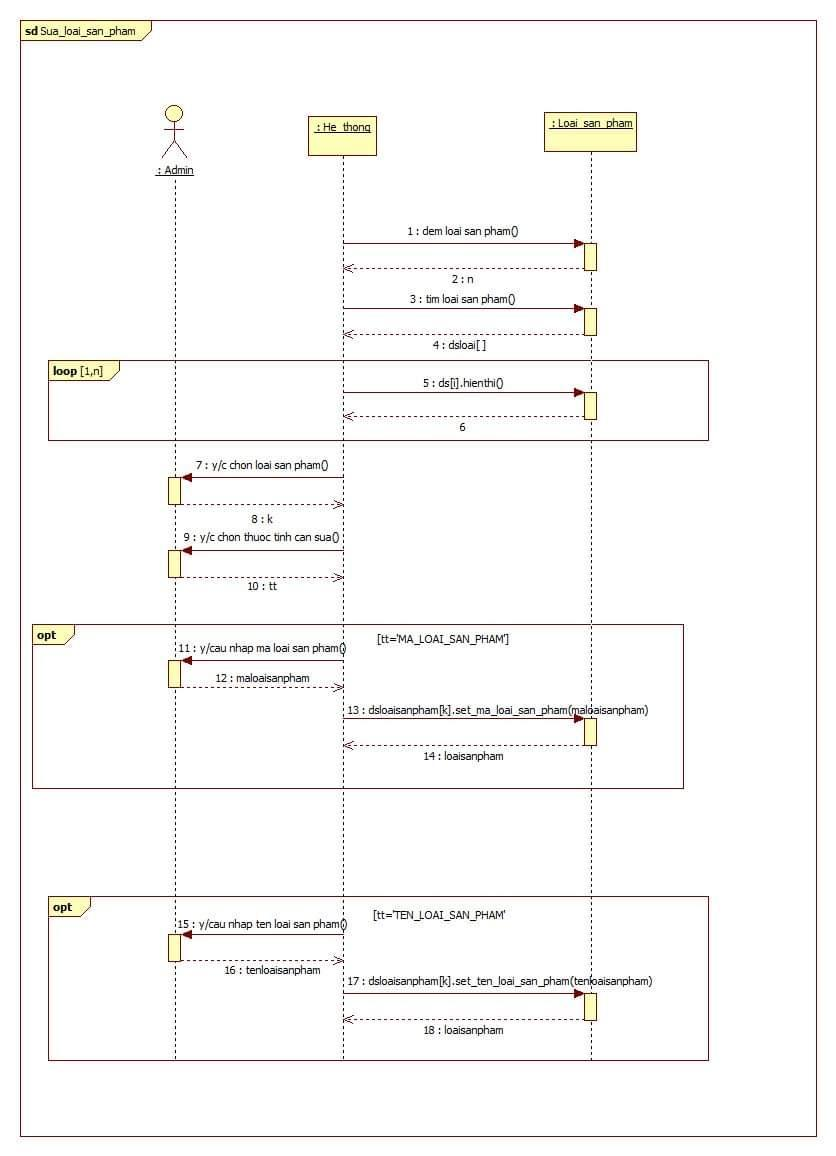 sd Sua_loai_san_pham
: Admin
: He_thong
: Loai_san_pham
1 : dem loai san pham()
2 : n
3 : tim loai san pham()
4 : dsloai[ ]
loop [1,n]
5 : ds[i].hienthi()
6
7 : y/c chon loai san pham()
8 : k
9 : y/c chon thuoc tinh can sua()
10 : tt
opt
[tt='MA_LOAI_SAN_PHAM']
11 : y/cau nhap ma loai san pham()
12 : maloaisanpham
13 : dsloaisanpham[k].set_ma_loai_san_pham(maloaisanpham)
14 : loaisanpham
opt
[tt='TEN_LOAI_SAN_PHAM'
15 : y/cau nhap ten loai san pham()
16 : tenloaisanpham
17 : dsloaisanpham[k].set_ten_loai_san_pham(tenloaisanpham)
18 : loaisanpham